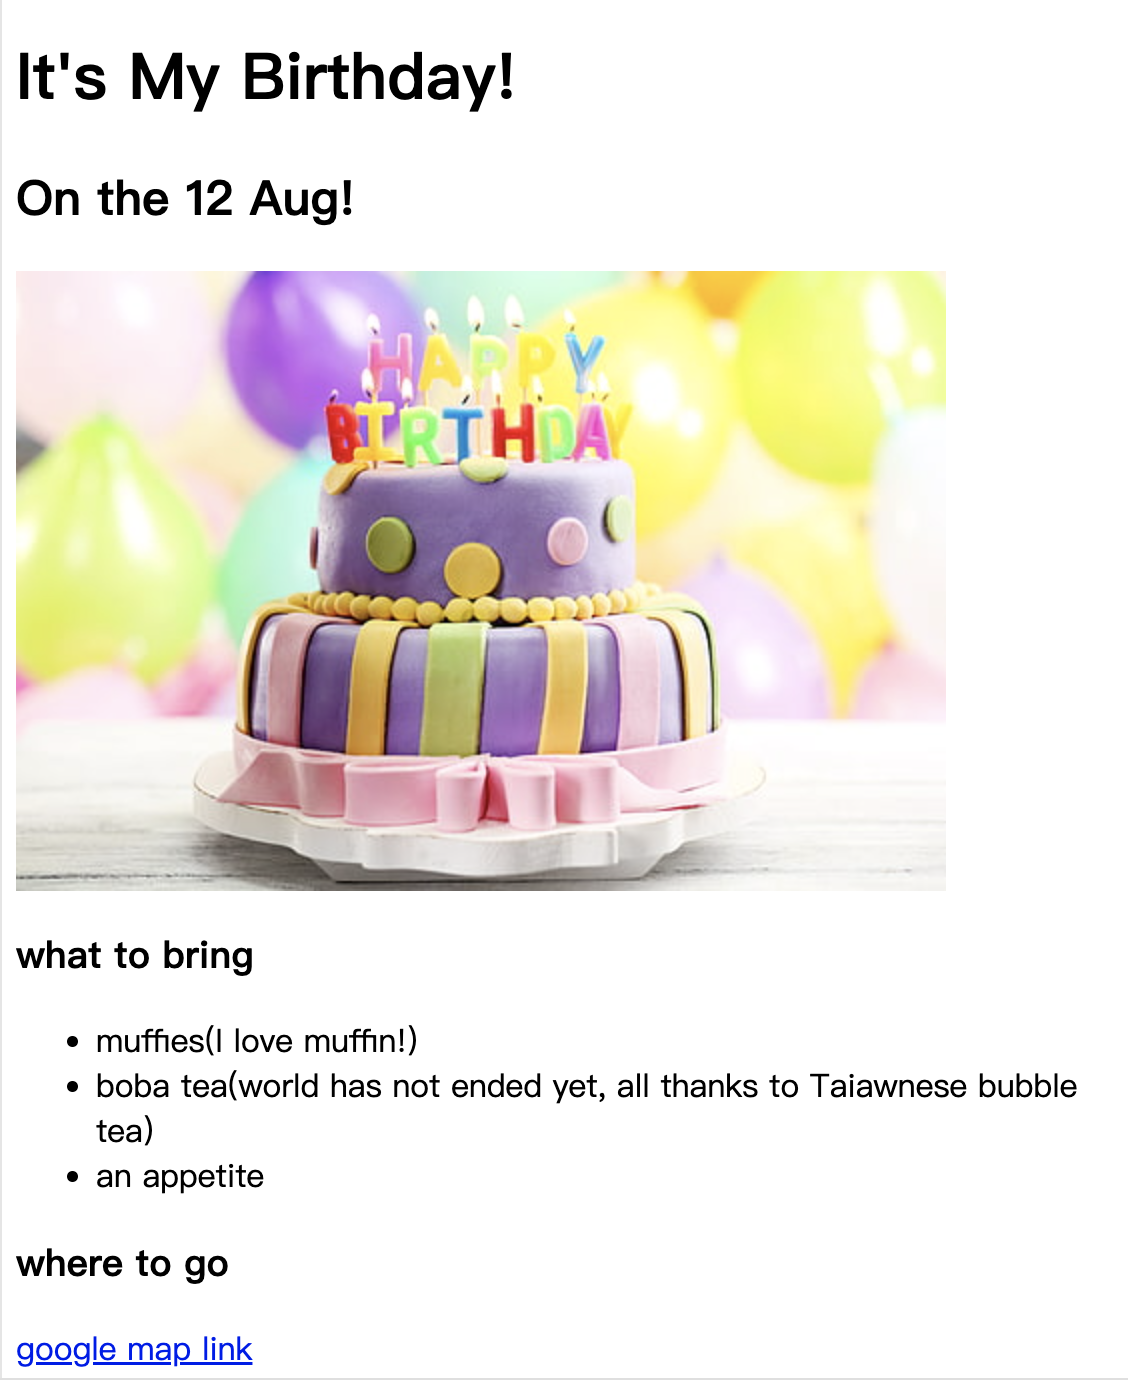 It's My Birthday!
On the 12 Aug!
HAPPY
BIRTHDAY
what to bring
muffies(I love muffin!)
boba tea(world has not ended yet, all thanks to Taiawnese bubble
tea)
an appetite
where to go
google map link